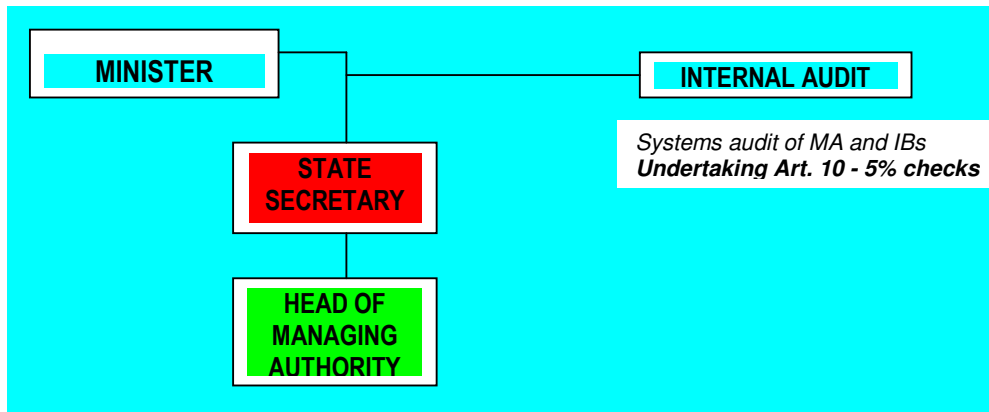 MINISTER
INTERNAL AUDIT
Systems audit of MA and IBs
Undertaking Art. 10 - 5% checks
STATE
SECRETARY
HEAD OF
MANAGING
AUTHORITY